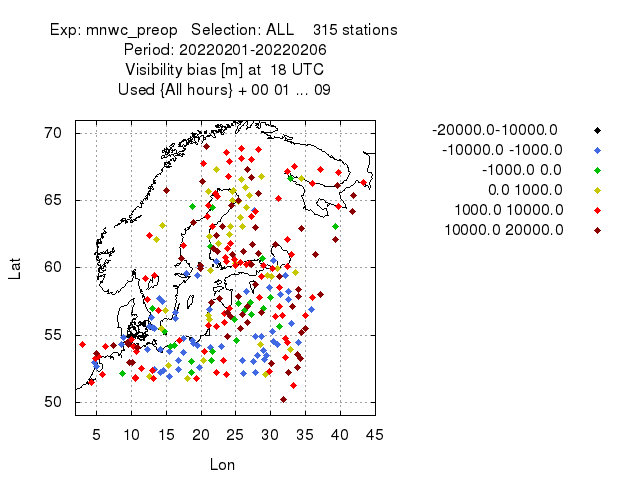 Exp: mnwc_preop   Selection: ALL    315 stations
Period: 20220201-20220206
Visibility bias [m] at  18 UTC
Used {All hours} + 00 01 ... 09
-20000.0-10000.0
-10000.0 -1000.0
-1000.0 0.0
0.0 1000.0
1000.0 10000.0
10000.0 20000.0
70
65
60
55
50
Lat
5 10 15 20 25 30 35 40 45
Lon